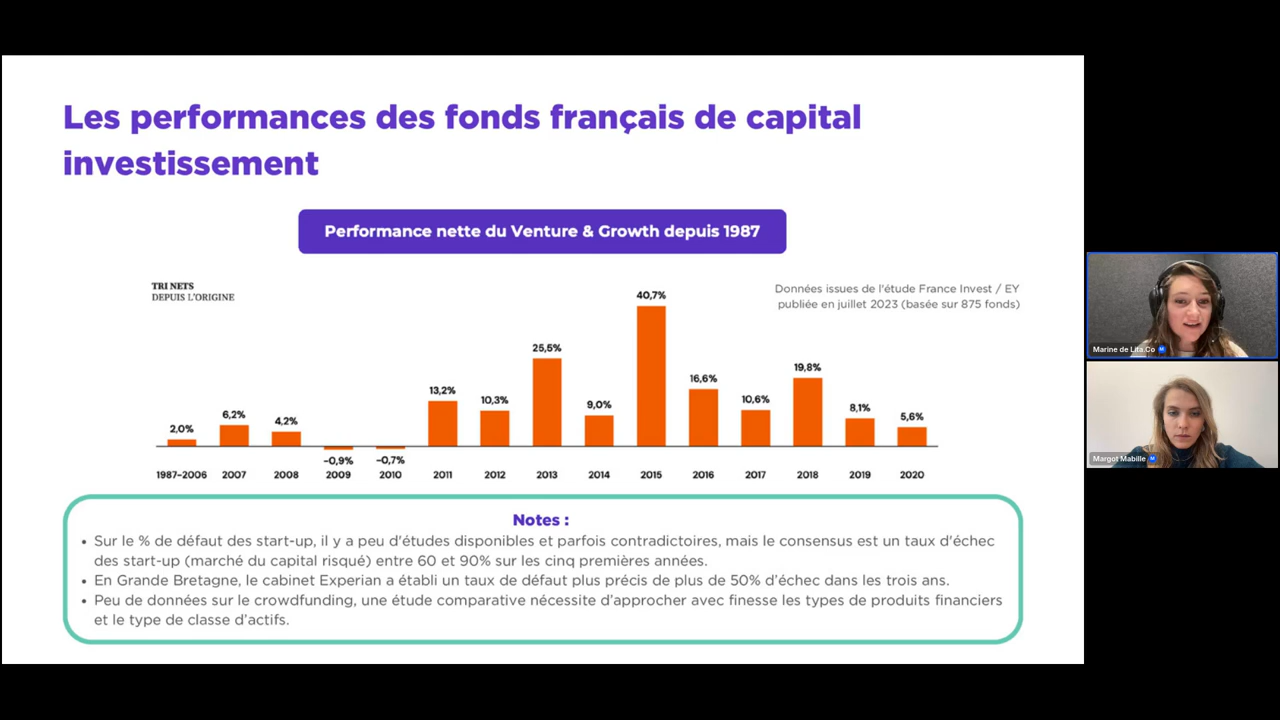 Les performances des fonds français de capital
investissement
Performance nette du Venture & Growth depuis 1987
TRI NETS
DEPUIS L'ORIGINE
Données issues de l'étude France Invest / EY
publiée en juillet 2023 (basée sur 875 fonds)
2,0% 6,2% 4,2% −0,9% −0,7% 13,2% 10,3% 25,5% 9,0% 40,7% 16,6% 10,6% 19,8% 8,1% 5,6%
1987–2006 2007 2008 2009 2010 2011 2012 2013 2014 2015 2016 2017 2018 2019 2020
Notes :
• Sur le % de défaut des start-up, il y a peu d'études disponibles et parfois contradictoires, mais le consensus est un taux d'échec
des start-up (marché du capital risqué) entre 60 et 90% sur les cinq premières années.
• En Grande Bretagne, le cabinet Experian a établi un taux de défaut plus précis de plus de 50% d'échec dans les trois ans.
• Peu de données sur le crowdfunding, une étude comparative nécessite d'approcher avec finesse les types de produits financiers
et le type de classe d'actifs.
Marine de Lita.Co M
Margot Mabille M